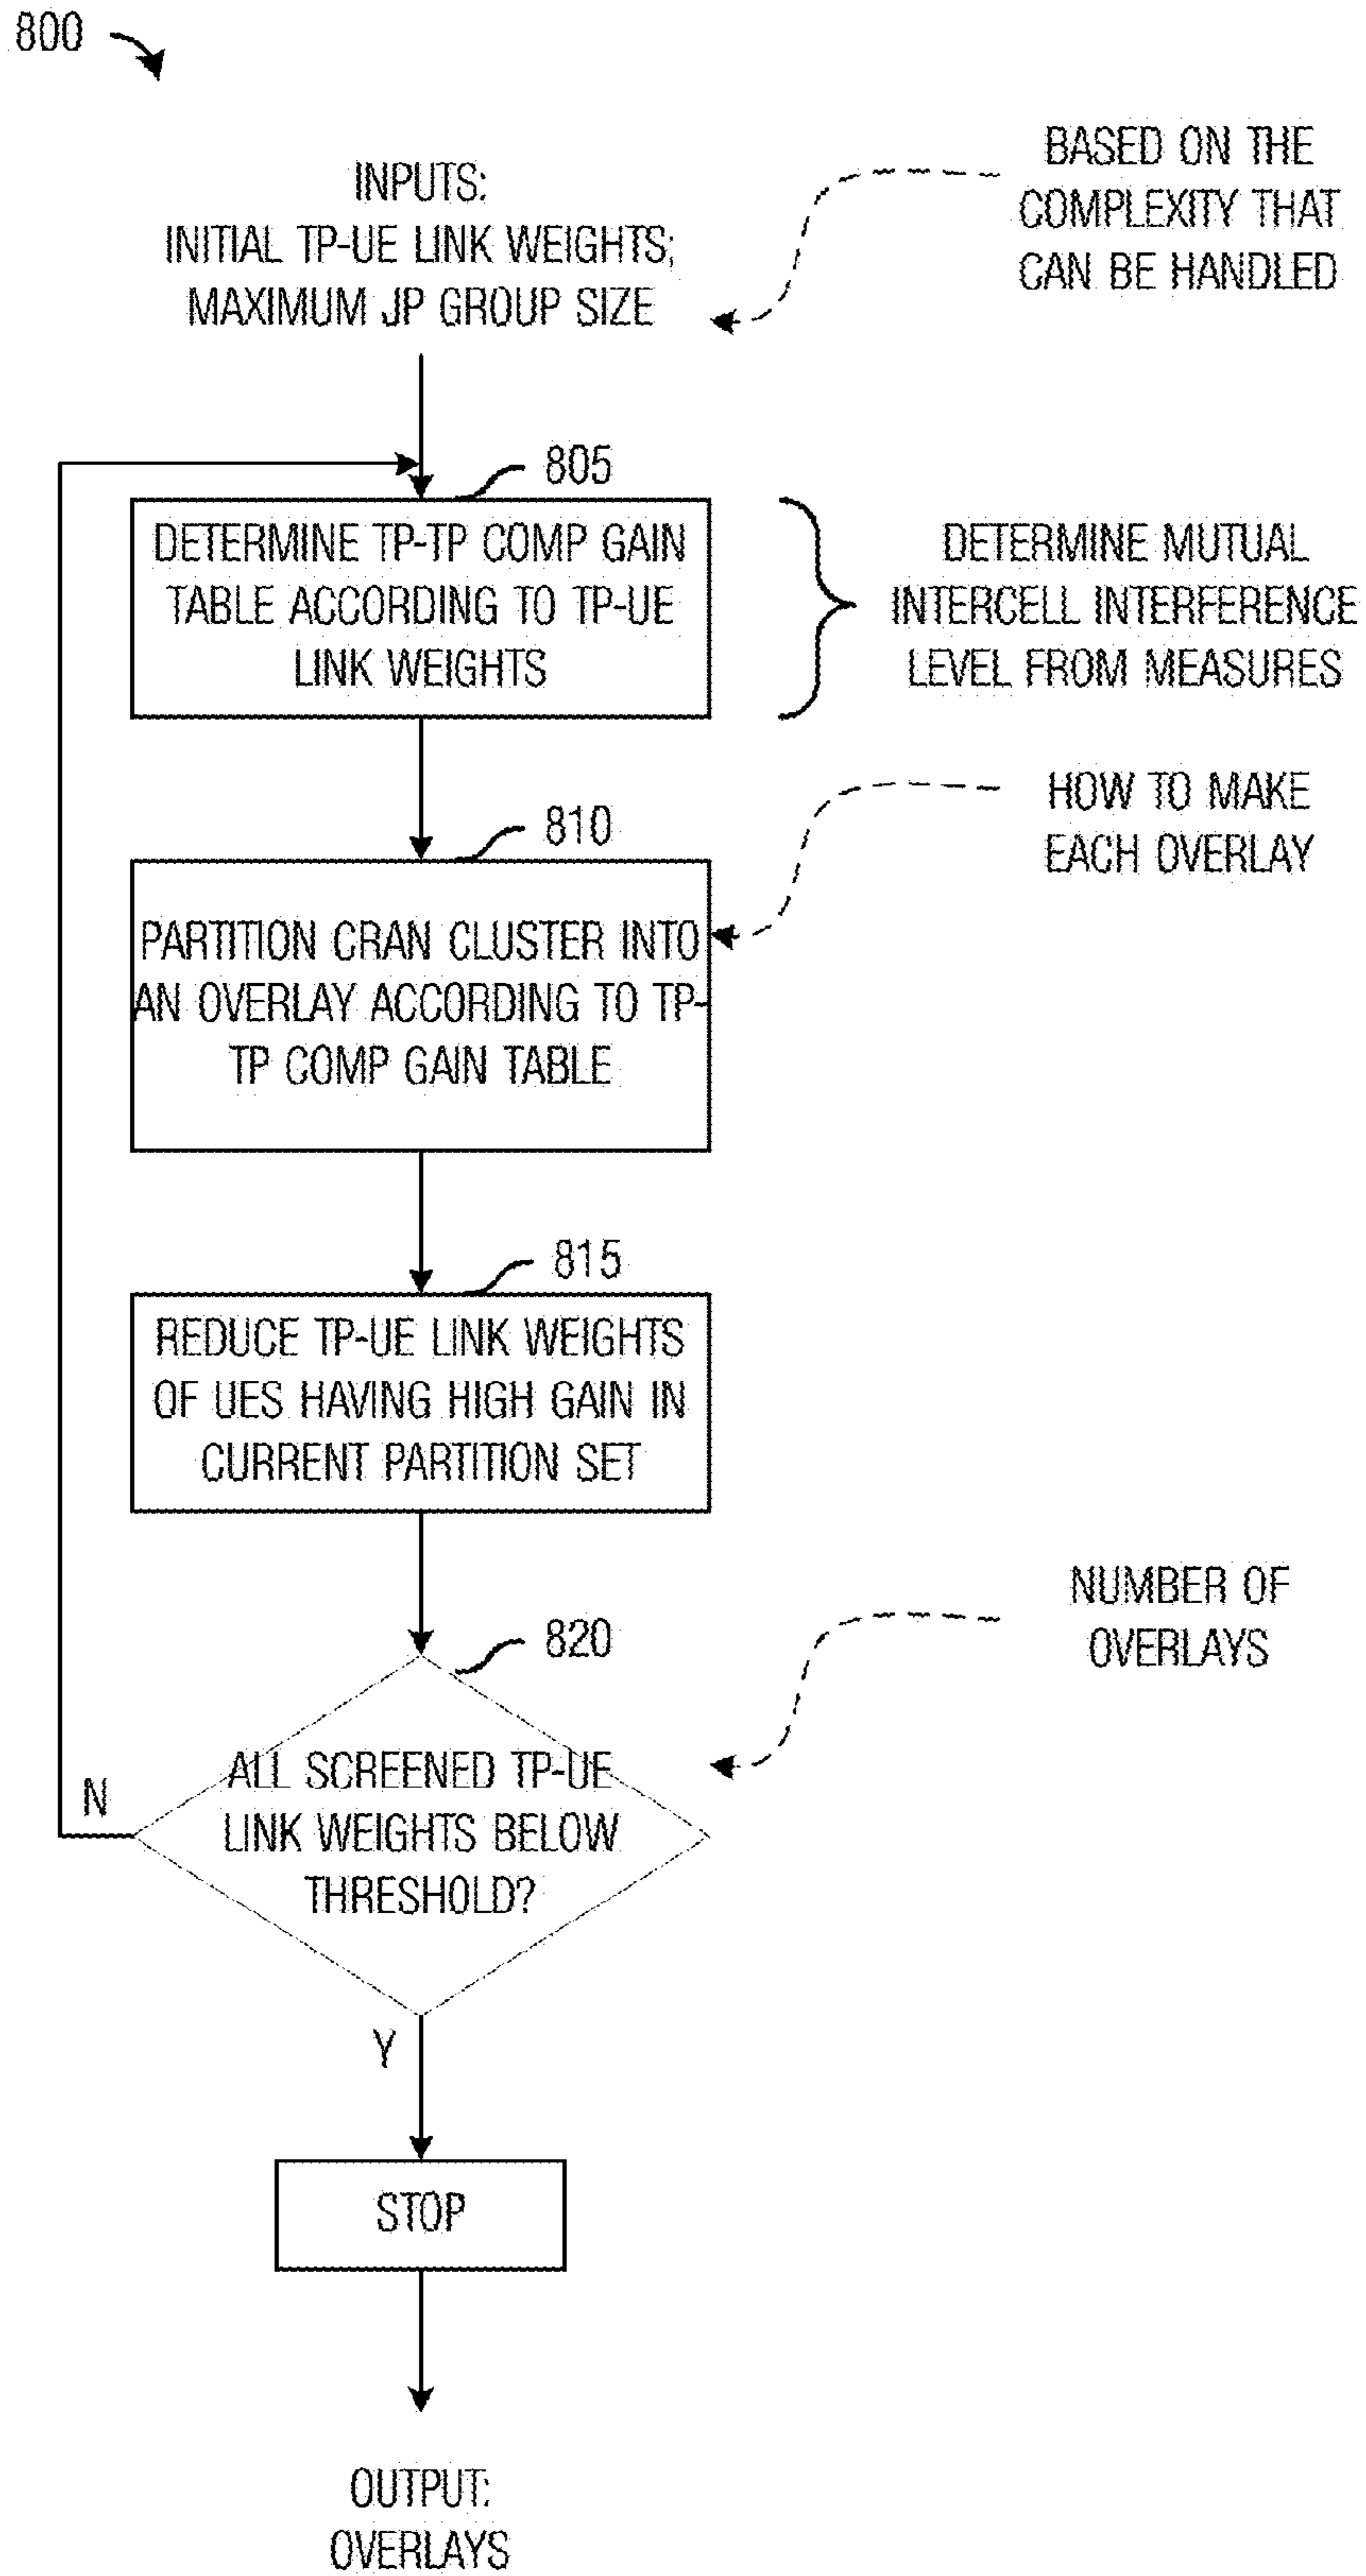 800
BASED ON THE
COMPLEXITY THAT
CAN BE HANDLED
INPUTS:
INITIAL TP-UE LINK WEIGHTS;
MAXIMUM JP GROUP SIZE
805
DETERMINE TP-TP COMP GAIN
TABLE ACCORDING TO TP-UE
LINK WEIGHTS
DETERMINE MUTUAL
INTERCELL INTERFERENCE
LEVEL FROM MEASURES
HOW TO MAKE
EACH OVERLAY
810
PARTITION CRAN CLUSTER INTO
AN OVERLAY ACCORDING TO TP-
TP COMP GAIN TABLE
815
REDUCE TP-UE LINK WEIGHTS
OF UES HAVING HIGH GAIN IN
CURRENT PARTITION SET
NUMBER OF
OVERLAYS
820
ALL SCREENED TP-UE
LINK WEIGHTS BELOW
THRESHOLD?
N
Y
STOP
OUTPUT:
OVERLAYS